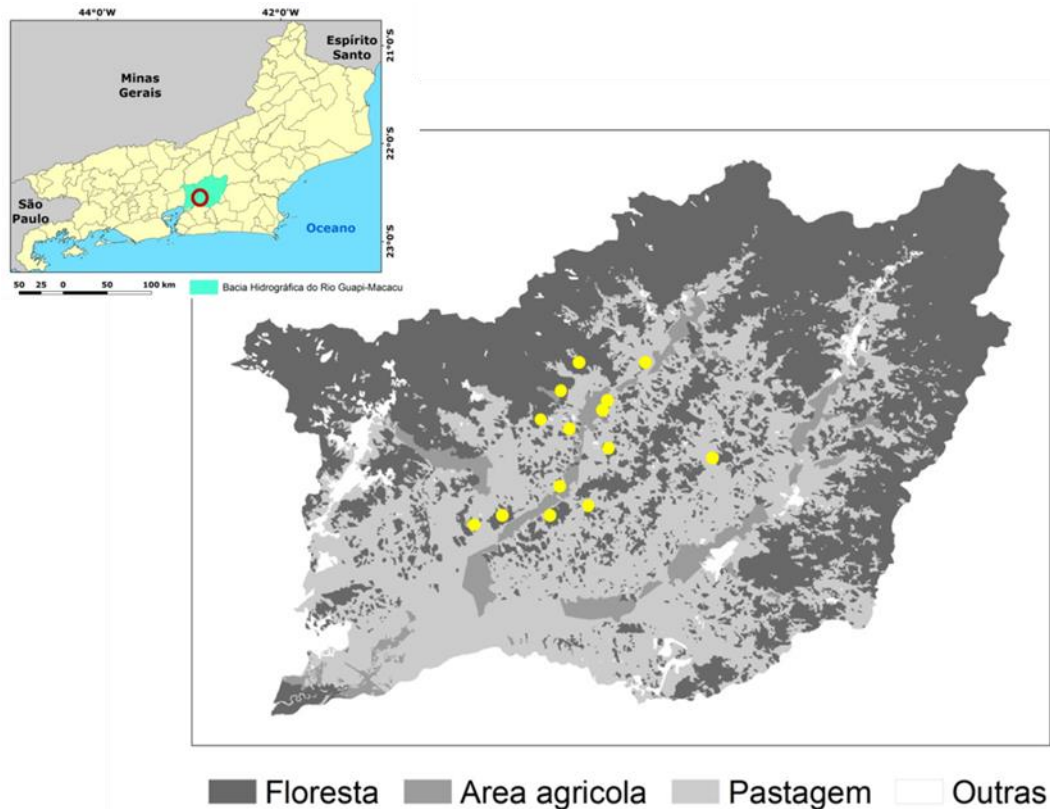 44°0'W
42°0'W
Espírito
Santo
21°0'S
Minas
Gerais
22°0'S
São
Paulo
Oceano
23°0'S
50 25 0 50 100 km
Bacia Hidrográfica do Rio Guapi-Macacu
Floresta
Area agricola
Pastagem
Outras